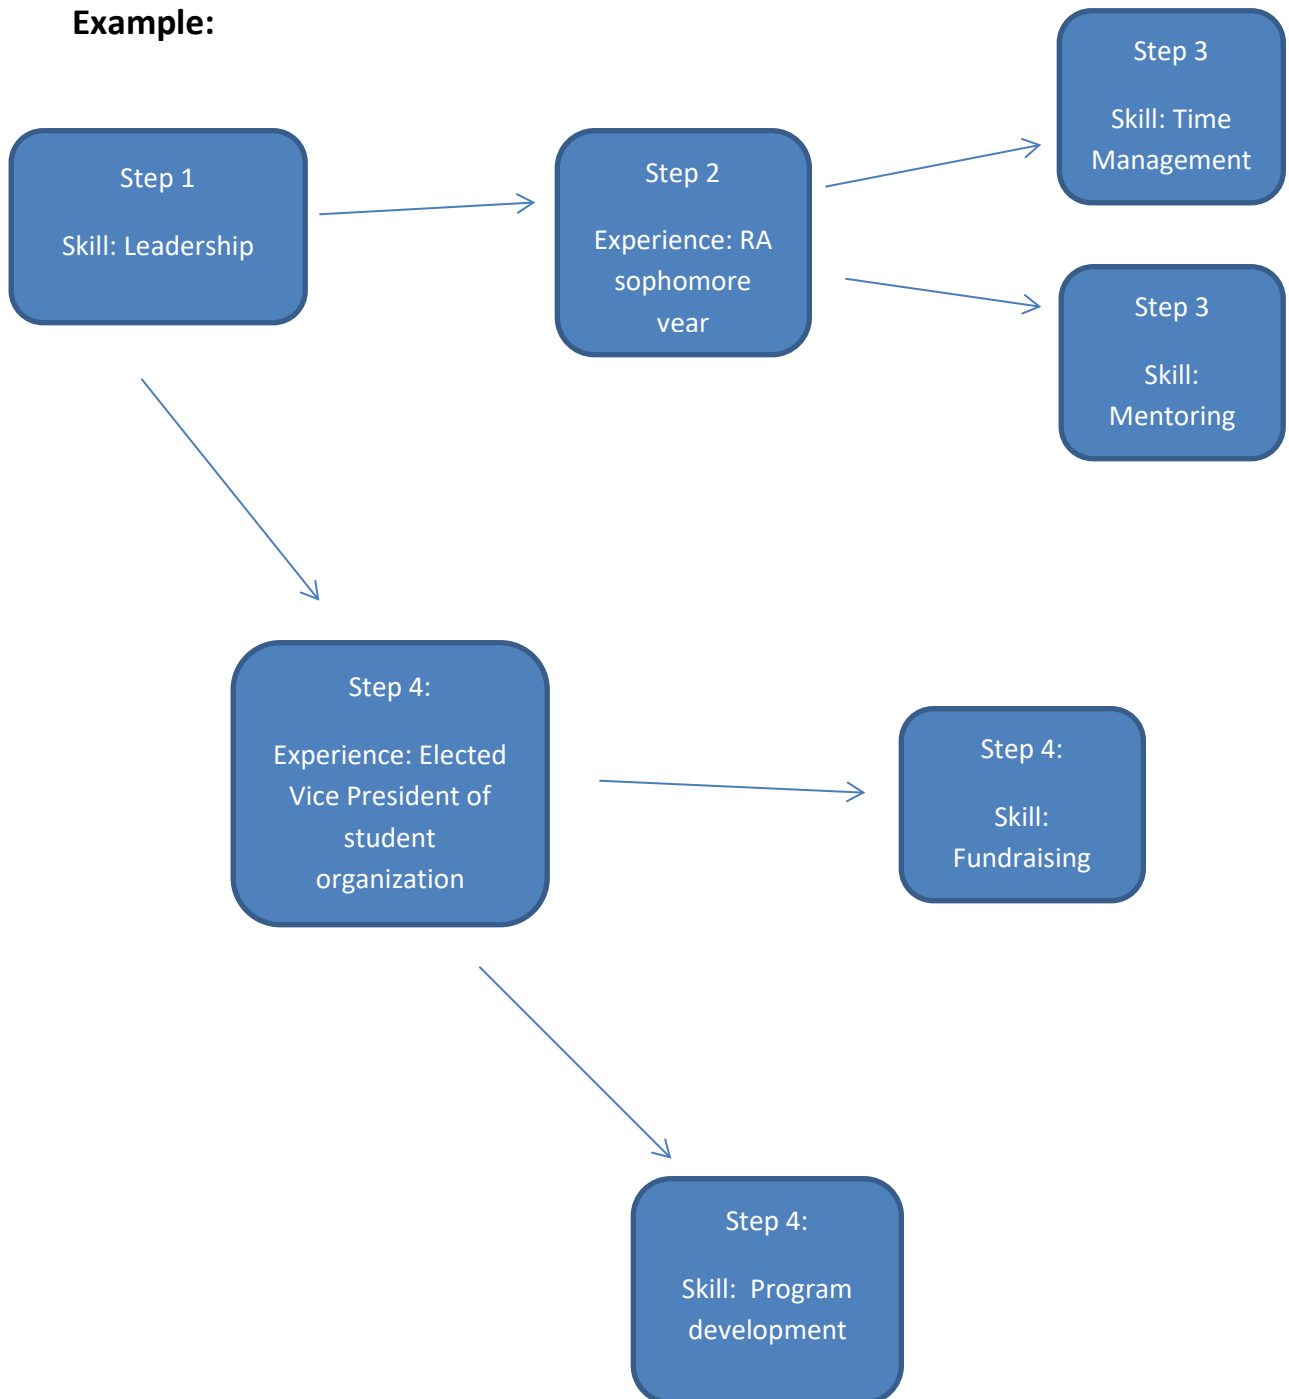 Example:
Step 1
Skill: Leadership
Step 2
Experience: RA
sophomore
year
Step 3
Skill: Time
Management
Step 3
Skill:
Mentoring
Step 4:
Experience: Elected
Vice President of
student
organization
Step 4:
Skill:
Fundraising
Step 4:
Skill:  Program
development